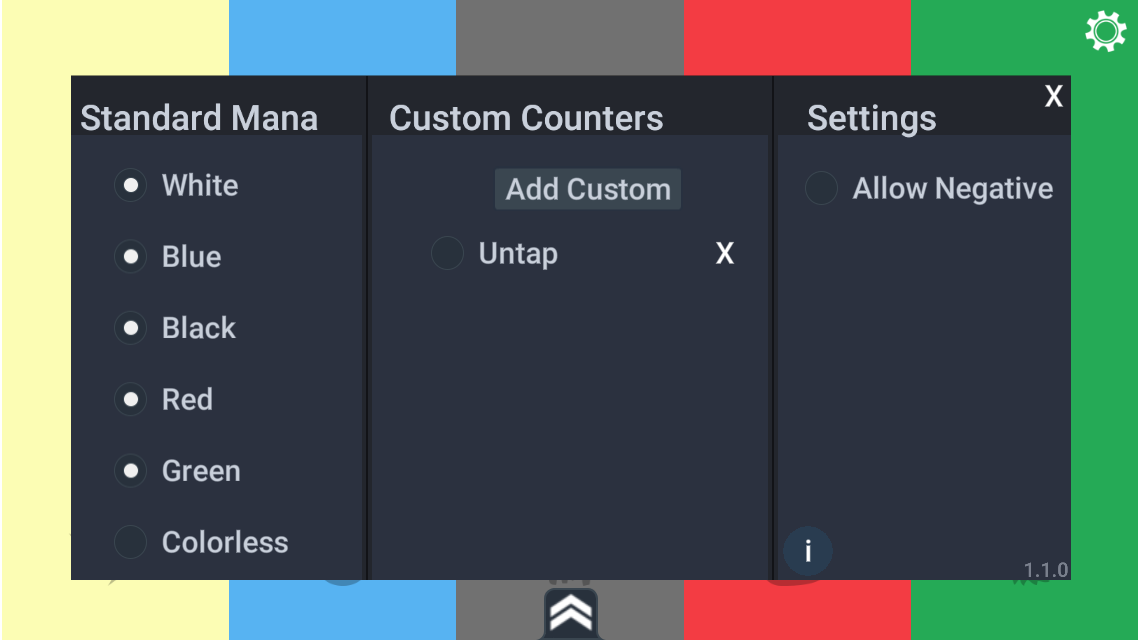 Standard Mana
Custom Counters
Settings
X
White
Blue
Black
Red
Green
Colorless
Add Custom
Untap
X
Allow Negative
i
1.1.0